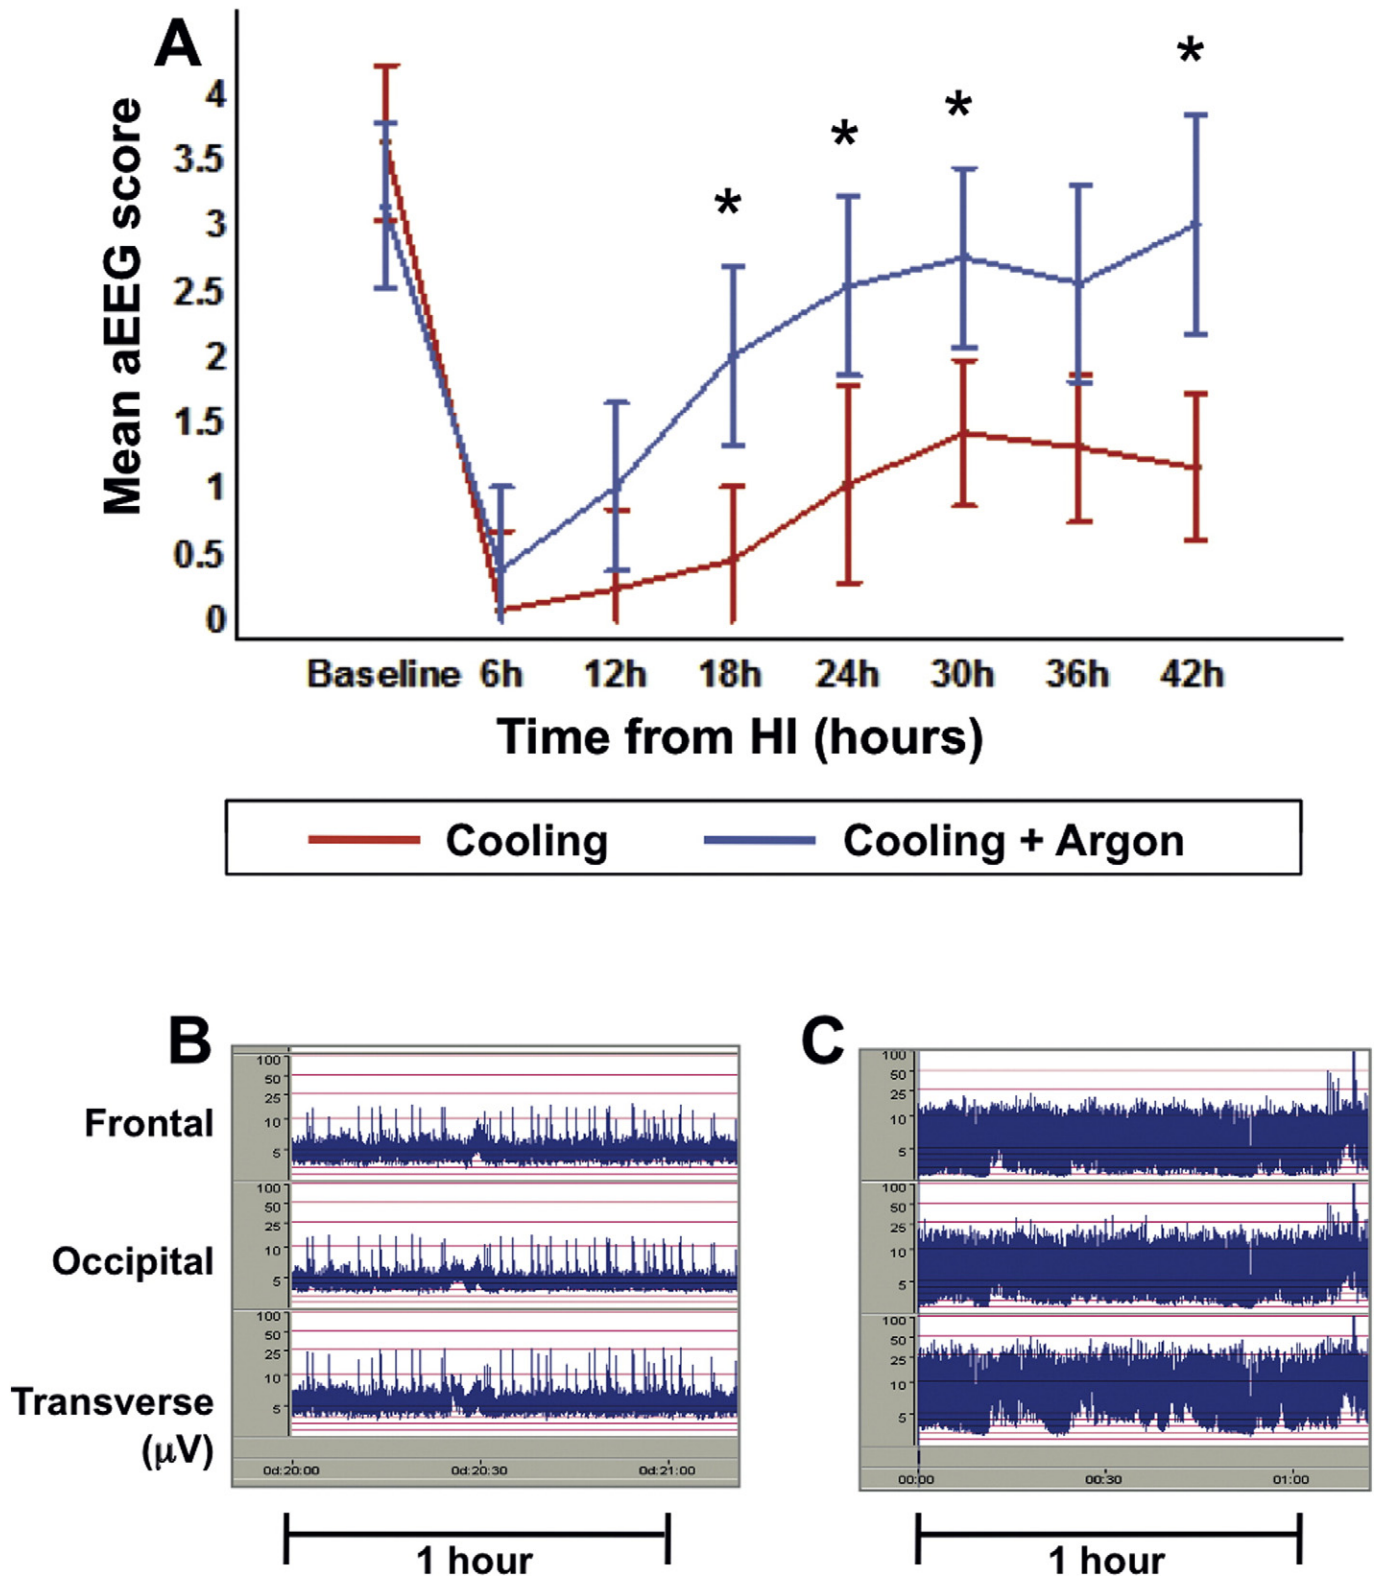 A
Mean aEEG score
4
3.5
3
2.5
2
1.5
1
0.5
0
*
*
*
*
Baseline 6h 12h 18h 24h 30h 36h 42h
Time from HI (hours)
Cooling Cooling + Argon
B
Frontal
100
50
25
10
5
Occipital
100
50
25
10
5
Transverse
(µV)
100
50
25
10
5
0d:20:00 0d:20:30 0d:21:00
1 hour
C
100
50
25
10
5
100
50
25
10
5
100
50
25
10
5
00:00 00:30 01:00
1 hour